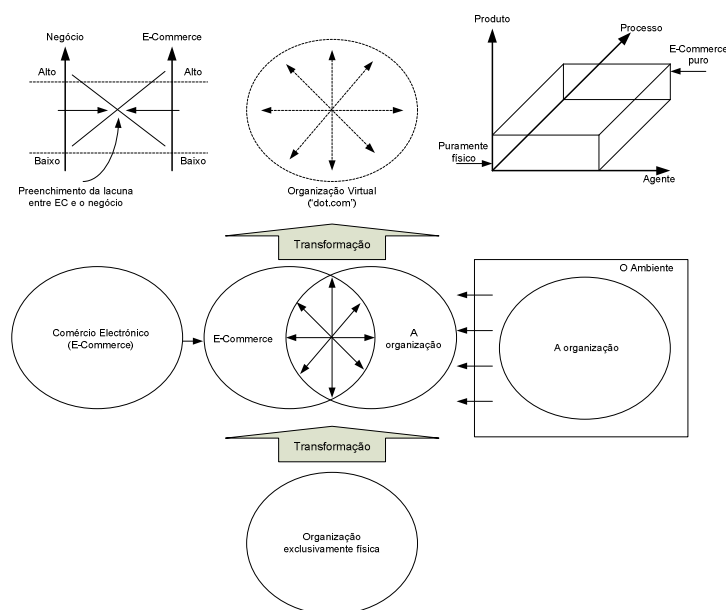 Negócio
E-Commerce
Alto
Alto
Baixo
Baixo
Preenchimento da lacuna
entre EC e o negócio
Organização Virtual
("dot.com")
Produto
Processo
E-Commerce
puro
Puramente
físico
Agente
Transformação
O Ambiente
Comércio Electrónico
(E-Commerce)
E-Commerce
A
organização
A organização
Transformação
Organização
exclusivamente física